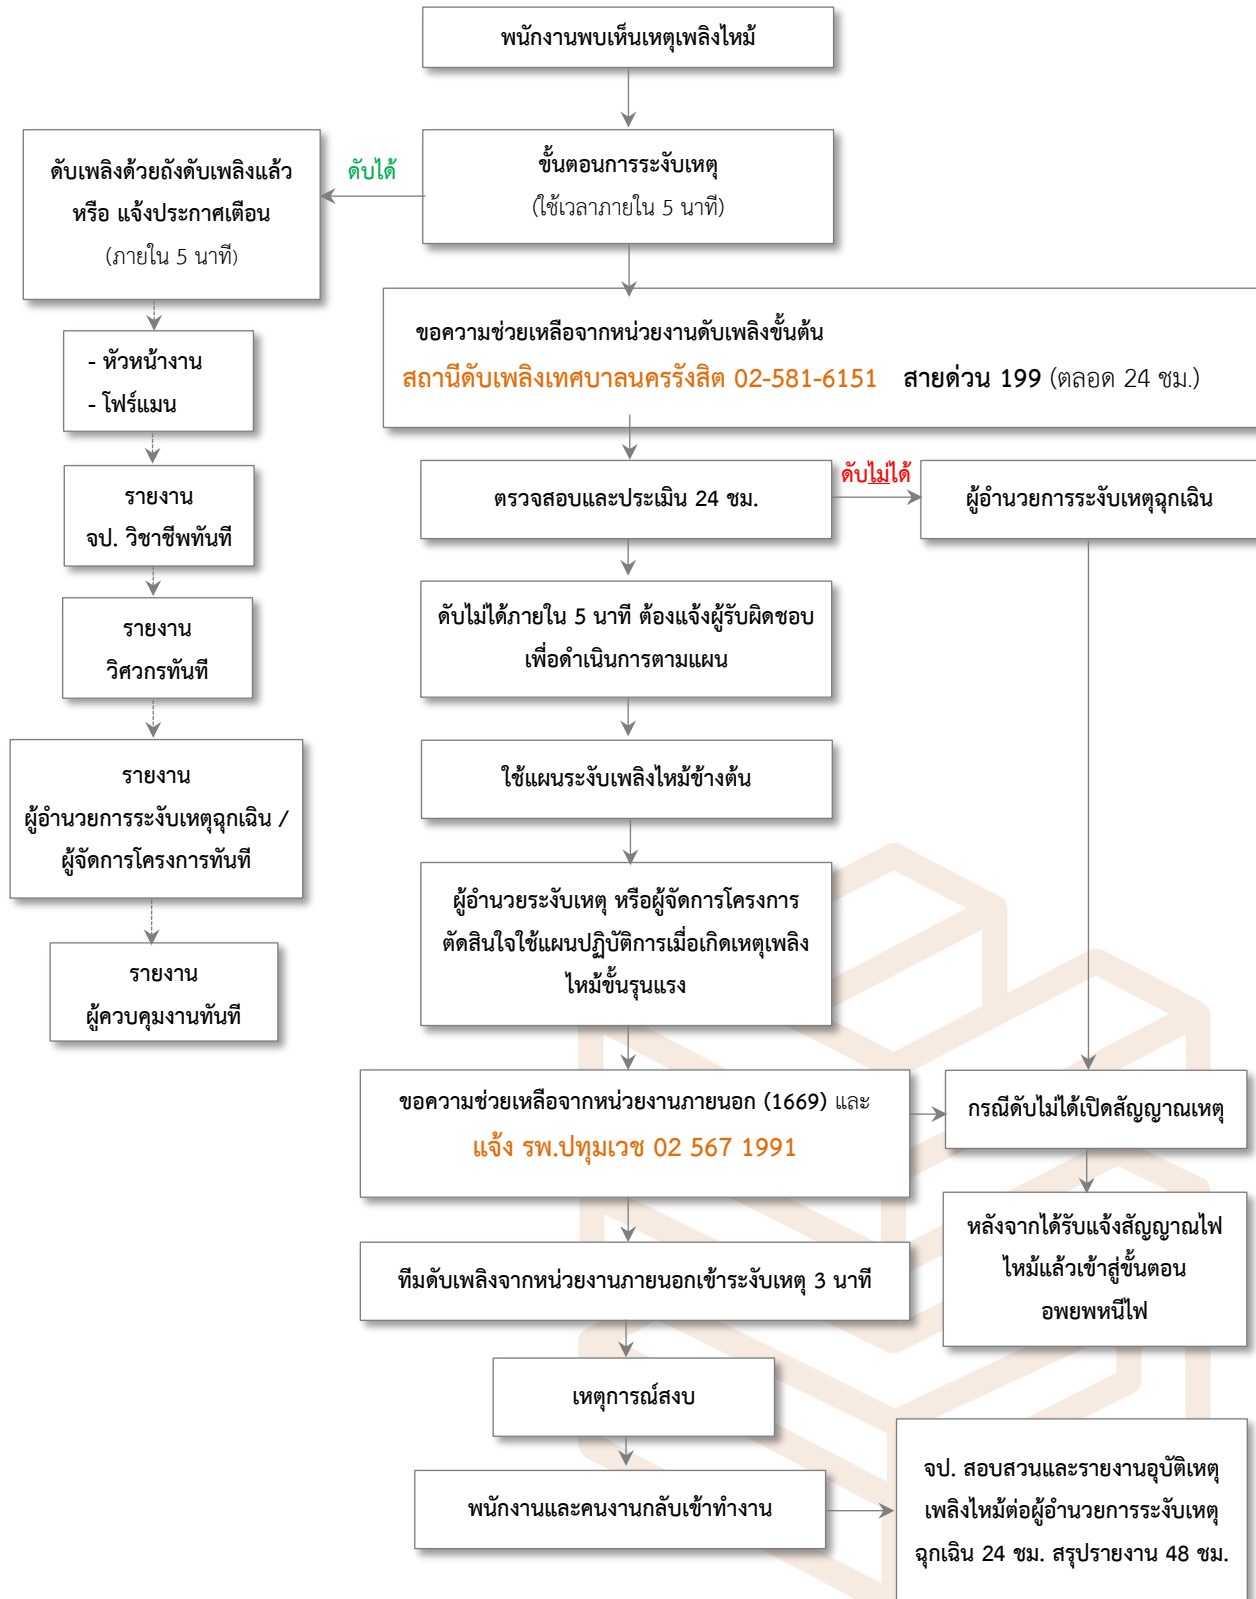 พนักงานพบเห็นเหตุเพลิงไหม้
ขั้นตอนการระงับเหตุ
(ใช้เวลาภายใน 5 นาที)
ดับได้
ดับเพลิงด้วยถังดับเพลิงแล้ว
หรือ แจ้งประกาศเตือน
(ภายใน 5 นาที)
- หัวหน้างาน
- โฟร์แมน
รายงาน
จป. วิชาชีพทันที
รายงาน
วิศวกรทันที
รายงาน
ผู้อำนวยการระงับเหตุฉุกเฉิน /
ผู้จัดการโครงการทันที
รายงาน
ผู้ควบคุมงานทันที
ขอความช่วยเหลือจากหน่วยงานดับเพลิงขั้นต้น
สถานีดับเพลิงเทศบาลนครรังสิต 02-581-6151 สายด่วน 199 (ตลอด 24 ชม.)
ตรวจสอบและประเมิน 24 ชม.
ดับไม่ได้
ผู้อำนวยการระงับเหตุฉุกเฉิน
ดับไม่ได้ภายใน 5 นาที ต้องแจ้งผู้รับผิดชอบ
เพื่อดำเนินการตามแผน
ใช้แผนระงับเพลิงไหม้ข้างต้น
ผู้อำนวยระงับเหตุ หรือผู้จัดการโครงการ
ตัดสินใจใช้แผนปฏิบัติการเมื่อเกิดเหตุเพลิง
ไหม้ขั้นรุนแรง
ขอความช่วยเหลือจากหน่วยงานภายนอก (1669) และ
แจ้ง รพ.ปทุมเวช 02 567 1991
กรณีดับไม่ได้เปิดสัญญาณเหตุ
หลังจากได้รับแจ้งสัญญาณไฟ
ไหม้แล้วเข้าสู่ขั้นตอน
อพยพหนีไฟ
ทีมดับเพลิงจากหน่วยงานภายนอกเข้าระงับเหตุ 3 นาที
เหตุการณ์สงบ
พนักงานและคนงานกลับเข้าทำงาน
จป. สอบสวนและรายงานอุบัติเหตุ
เพลิงไหม้ต่อผู้อำนวยการระงับเหตุ
ฉุกเฉิน 24 ชม. สรุปรายงาน 48 ชม.